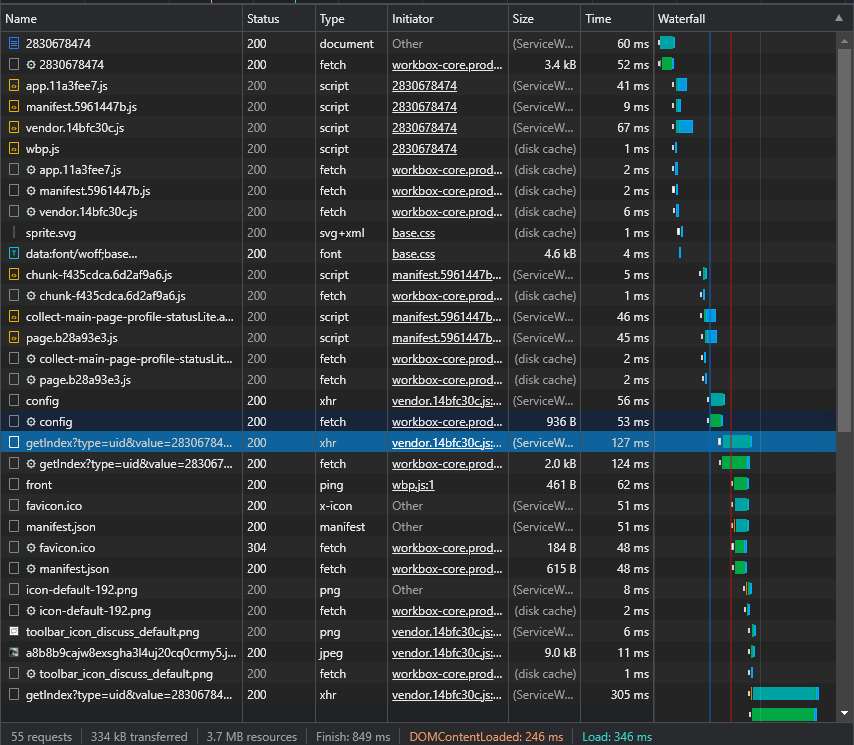 Name Status Type Initiator Size Time Waterfall
2830678474 200 document Other (ServiceW... 60 ms
2830678474 200 fetch workbox-core.prod... 3.4 kB 52 ms
app.11a3fee7.js 200 script 2830678474 (ServiceW... 41 ms
manifest.5961447b.js 200 script 2830678474 (ServiceW... 9 ms
vendor.14bfc30c.js 200 script 2830678474 (ServiceW... 67 ms
wbp.js 200 script 2830678474 (disk cache) 1 ms
app.11a3fee7.js 200 fetch workbox-core.prod... (disk cache) 2 ms
manifest.5961447b.js 200 fetch workbox-core.prod... (disk cache) 2 ms
vendor.14bfc30c.js 200 fetch workbox-core.prod... (disk cache) 6 ms
sprite.svg 200 svg+xml base.css (disk cache) 1 ms
data:font/woff;base... 200 font base.css 4.6 kB 4 ms
chunk-f435cdca.6d2af9a6.js 200 script manifest.5961447b... (ServiceW... 5 ms
chunk-f435cdca.6d2af9a6.js 200 fetch workbox-core.prod... (disk cache) 1 ms
collect-main-page-profile-statusLite.a... 200 script manifest.5961447b... (ServiceW... 46 ms
page.b28a93e3.js 200 script manifest.5961447b... (ServiceW... 45 ms
collect-main-page-profile-statusLit... 200 fetch workbox-core.prod... (disk cache) 2 ms
page.b28a93e3.js 200 fetch workbox-core.prod... (disk cache) 2 ms
config 200 xhr vendor.14bfc30c.js:... (ServiceW... 56 ms
config 200 fetch workbox-core.prod... 936 B 53 ms
getIndex?type=uid&value=28306784... 200 xhr vendor.14bfc30c.js:... (ServiceW... 127 ms
getIndex?type=uid&value=283067... 200 fetch workbox-core.prod... 2.0 kB 124 ms
front 200 ping wbp.js:1 461 B 62 ms
favicon.ico 200 x-icon Other (ServiceW... 51 ms
manifest.json 200 manifest Other (ServiceW... 51 ms
favicon.ico 304 fetch workbox-core.prod... 184 B 48 ms
manifest.json 200 fetch workbox-core.prod... 615 B 48 ms
icon-default-192.png 200 png Other (ServiceW... 8 ms
icon-default-192.png 200 fetch workbox-core.prod... (disk cache) 2 ms
toolbar_icon_discuss_default.png 200 png vendor.14bfc30c.js:... (ServiceW... 6 ms
a8b8b9cajw8exsgha3l4uj20cq0crmy5.j... 200 jpeg vendor.14bfc30c.js:... 9.0 kB 11 ms
toolbar_icon_discuss_default.png 200 fetch workbox-core.prod... (disk cache) 1 ms
getIndex?type=uid&value=28306784... 200 xhr vendor.14bfc30c.js:... (ServiceW... 305 ms
55 requests 334 kB transferred 3.7 MB resources Finish: 849 ms DOMContentLoaded: 246 ms Load: 346 ms